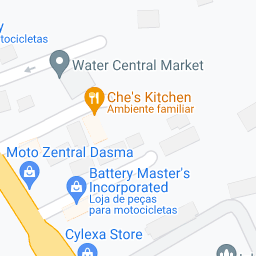 otocicletas
Water Central Market
Che's Kitchen
Ambiente familiar
Moto Zentral Dasma
Battery Master's
Incorporated
Loja de peças
para motocicletas
Cylexa Store